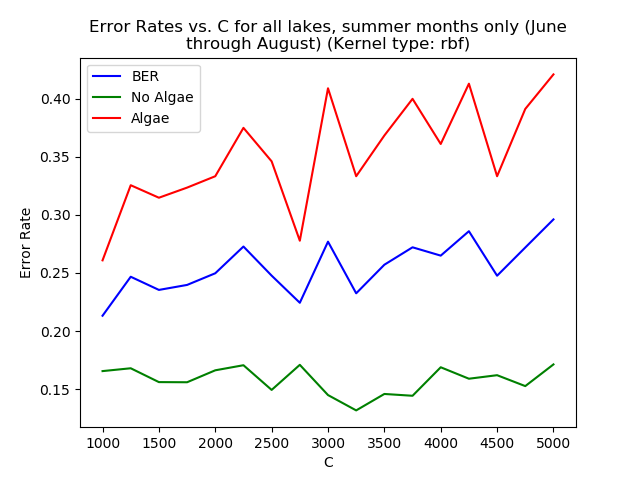 Error Rates vs. C for all lakes, summer months only (June
through August) (Kernel type: rbf)
BER
No Algae
Algae
Error Rate
0.40
0.35
0.30
0.25
0.20
0.15
1000 1500 2000 2500 3000 3500 4000 4500 5000
C